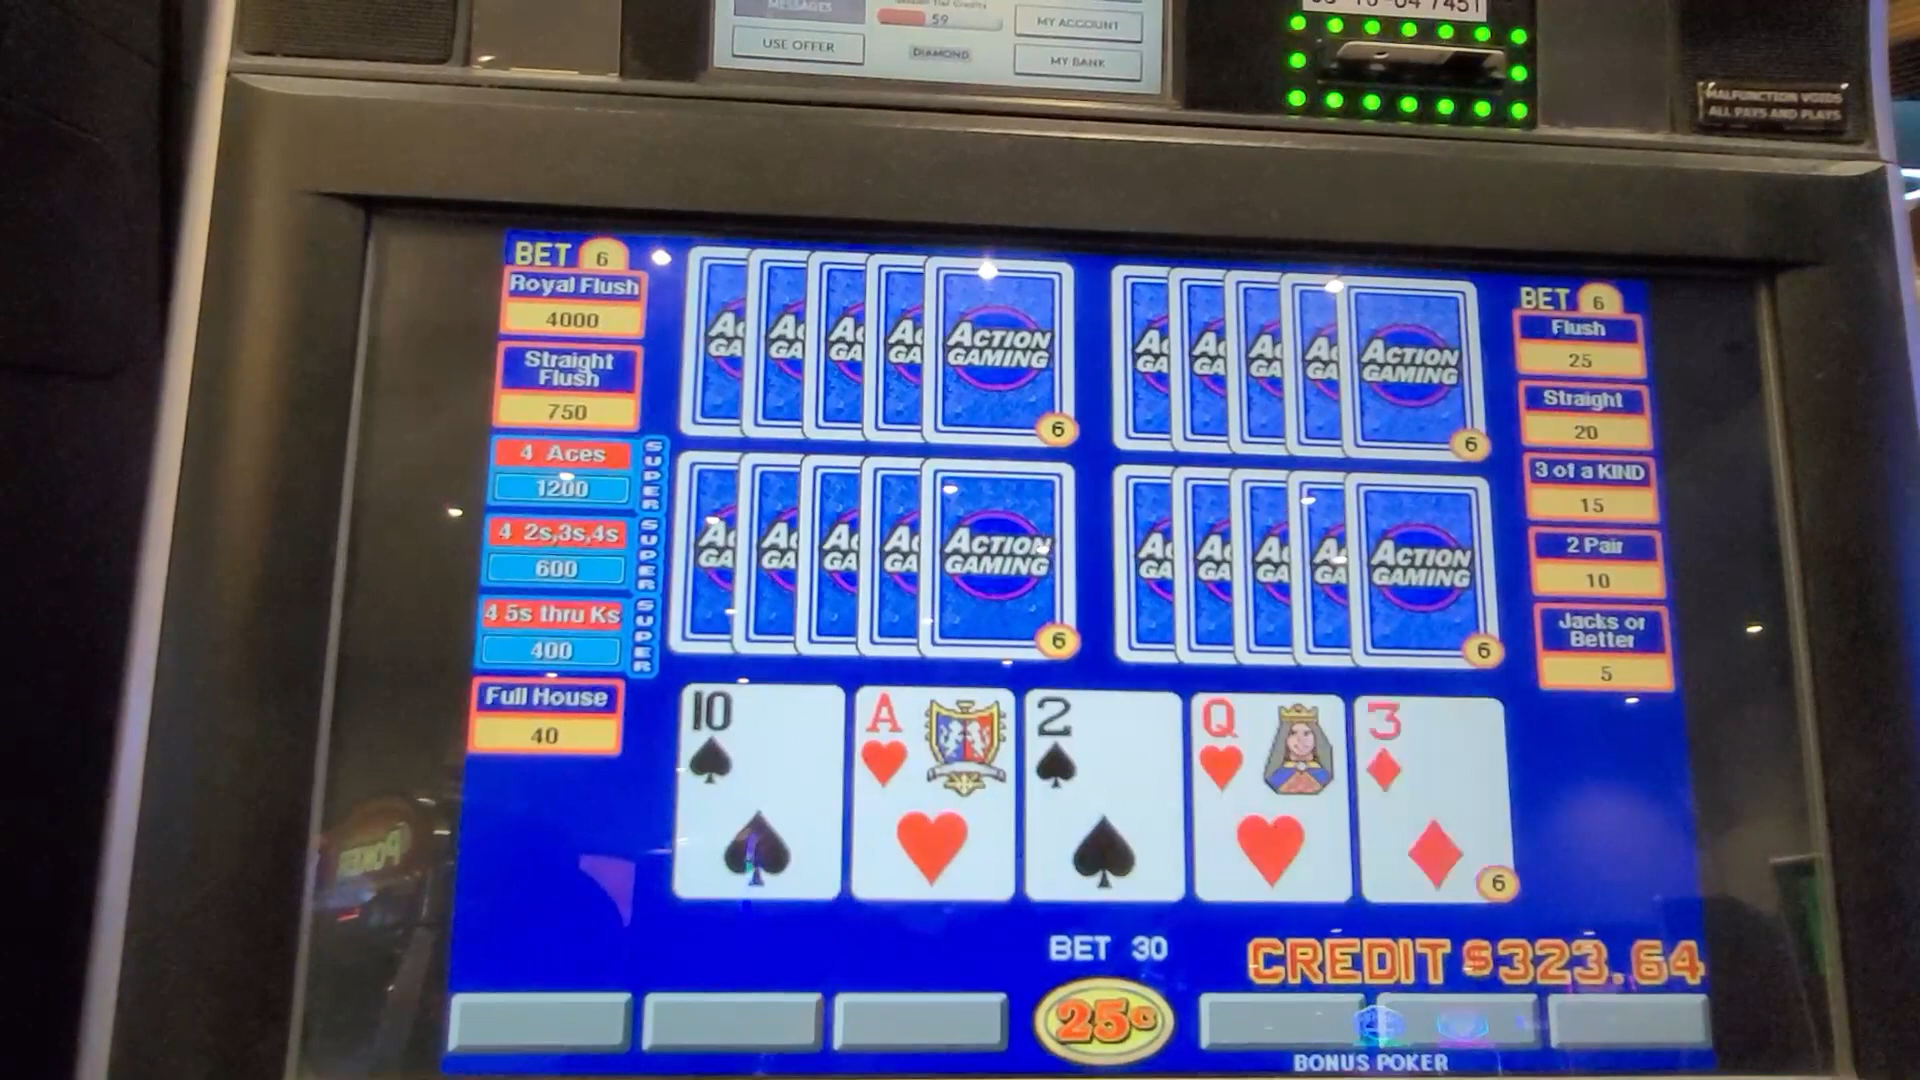 MESSAGES
59
MY ACCOUNT
USE OFFER
DIAMOND
MY BANK
MALFUNCTION VOIDS
ALL PAYS AND PLAYS
BET 6
Royal Flush
4000
Straight
Flush
750
4 Aces
1200
SUPER
4 2s,3s,4s
600
SUPER
4 5s thru Ks
400
SUPER
Full House
40
ACTION
GAMING
6
ACTION
GAMING
6
ACTION
GAMING
6
ACTION
GAMING
6
BET 6
Flush
25
Straight
20
3 of a KIND
15
2 Pair
10
Jacks or
Better
5
10
A
2
Q
3
6
BET 30
CREDIT $323.64
25¢
BONUS POKER